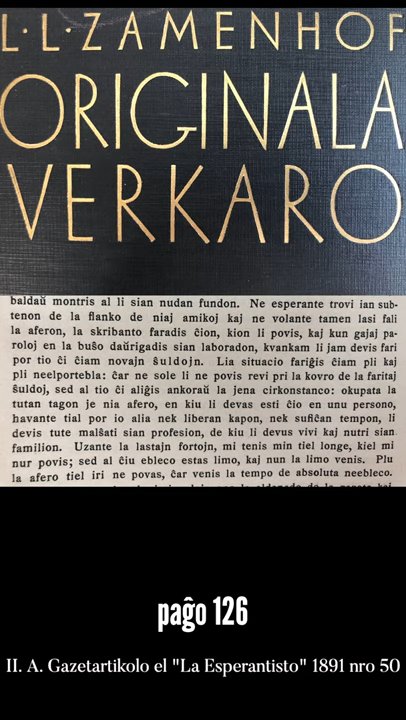 L·L·ZAMENHOF
ORIGINALA
VERKARO
baldaŭ montris al li sian nudan fundon. Ne esperante trovi ian sub-
tenon de la flanko de niaj amikoj kaj ne volante tamen lasi fali
la aferon, la skribanto faradis ĉion, kion li povis, kaj kun gajaj pa-
roloj en la buŝo daŭrigadis sian laboradon, kvankam li jam devis fari
por tio ĉi ĉiam novajn ŝuldojn. Lia situacio fariĝis ĉiam pli kaj
pli neelportebla: ĉar ne sole li ne povis revi pri la kovro de la faritaj
ŝuldoj, sed al tio ĉi aliĝis ankoraŭ la jena cirkonstanco: okupata la
tutan tagon je nia afero, en kiu li devas esti ĉio en unu persono,
havante tial por io alia nek liberan kapon, nek sufiĉan tempon, li
devis tute malŝati sian profesion, de kiu li devus vivi kaj nutri sian
familion. Uzante la lastajn fortojn, mi tenis min tiel longe, kiel mi
nur povis; sed al ĉiu ebleco estas limo, kaj nun la limo venis. Plu
la afero tiel iri ne povas, ĉar venis la tempo de absoluta neebleco.
paĝo 126
II. A. Gazetartikolo el "La Esperantisto" 1891 nro 50